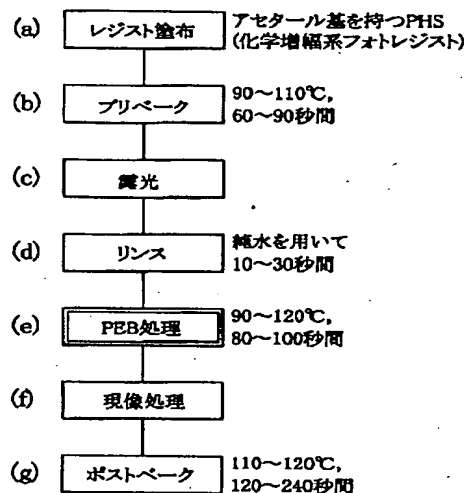 (a) レジスト塗布 アセタール基を持つPHS
(化学増幅系フォトレジスト)
(b) プリベーク 90～110℃,
60～90秒間
(c) 露光
(d) リンス 純水を用いて
10～30秒間
(e) PEB処理 90～120℃,
80～100秒間
(f) 現像処理
(g) ポストベーク 110～120℃,
120～240秒間